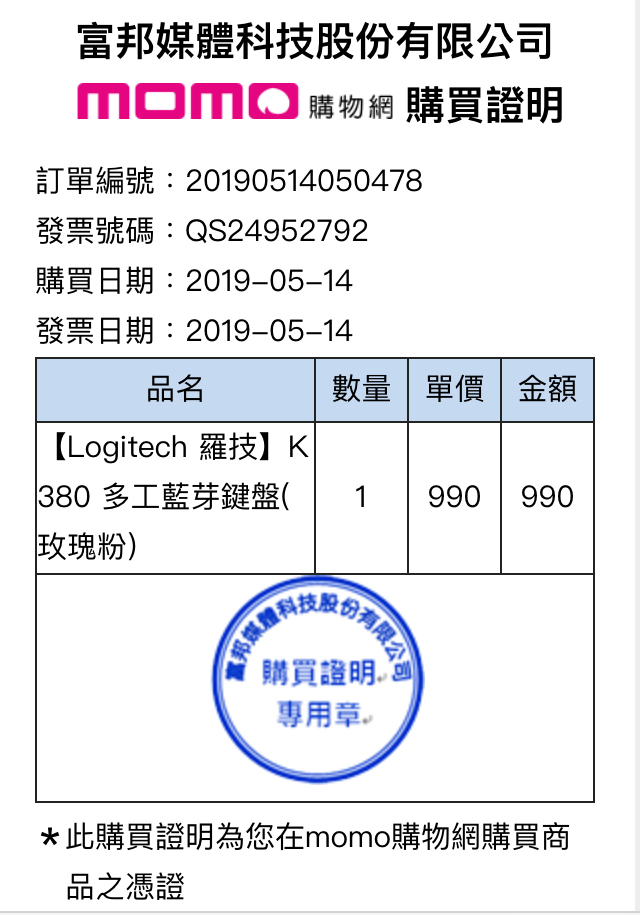 富邦媒體科技股份有限公司
momo 購物網 購買證明
訂單編號：20190514050478
發票號碼：QS24952792
購買日期：2019-05-14
發票日期：2019-05-14
品名 數量 單價 金額
【Logitech 羅技】K
380 多工藍芽鍵盤( 1 990 990
玫瑰粉)
富邦媒體科技股份有限公司
購買證明
專用章
＊此購買證明為您在momo購物網購買商
品之憑證